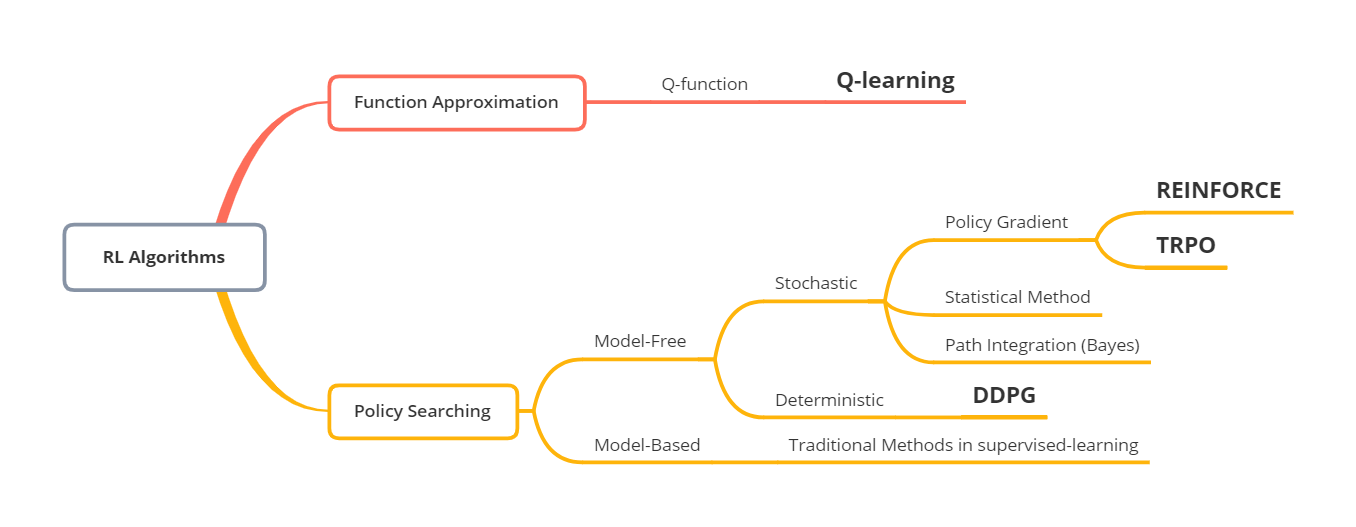 Q-function
Q-learning
Function Approximation
REINFORCE
Policy Gradient
TRPO
RL Algorithms
Stochastic
Statistical Method
Model-Free
Path Integration (Bayes)
Deterministic
DDPG
Policy Searching
Model-Based
Traditional Methods in supervised-learning